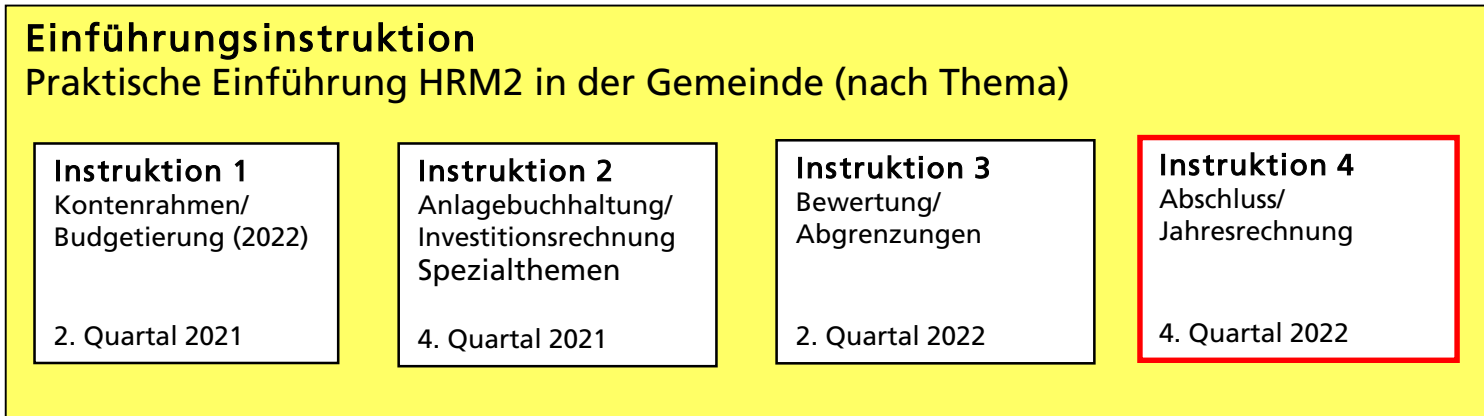 Einführungsinstruktion
Praktische Einführung HRM2 in der Gemeinde (nach Thema)
Instruktion 1
Kontenrahmen/
Budgetierung (2022)
2. Quartal 2021
Instruktion 2
Anlagebuchhaltung/
Investitionsrechnung
Spezialthemen
4. Quartal 2021
Instruktion 3
Bewertung/
Abgrenzungen
2. Quartal 2022
Instruktion 4
Abschluss/
Jahresrechnung
4. Quartal 2022